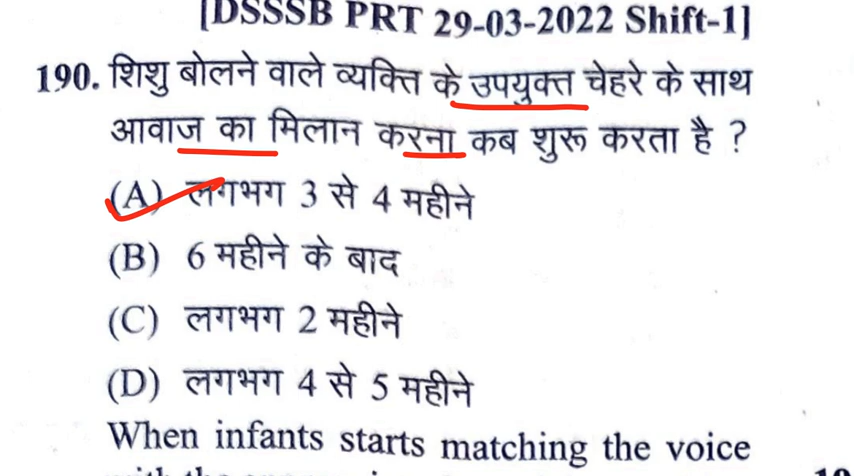 [DSSSB PRT 29-03-2022 Shift-1]
190. शिशु बोलने वाले व्यक्ति के उपयुक्त चेहरे के साथ
आवाज का मिलान करना कब शुरू करता है ?
(A) लगभग 3 से 4 महीने
(B) 6 महीने के बाद
(C) लगभग 2 महीने
(D) लगभग 4 से 5 महीने
When infants starts matching the voice